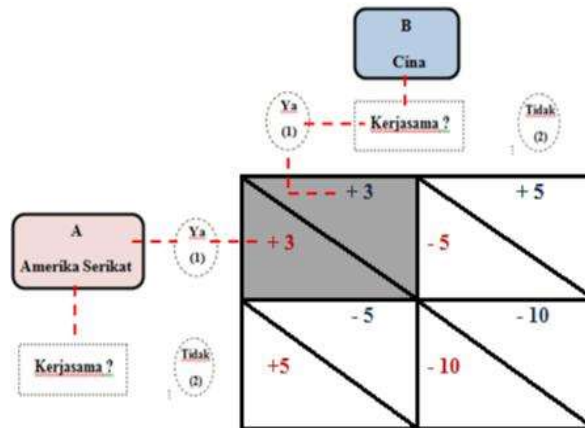 B
Cina
Ya
(1)
Kerjasama ?
Tidak
(2)
+ 3
+ 5
A
Amerika Serikat
Ya
(1)
+ 3
- 5
- 5
- 10
Kerjasama ?
Tidak
(2)
+5
- 10